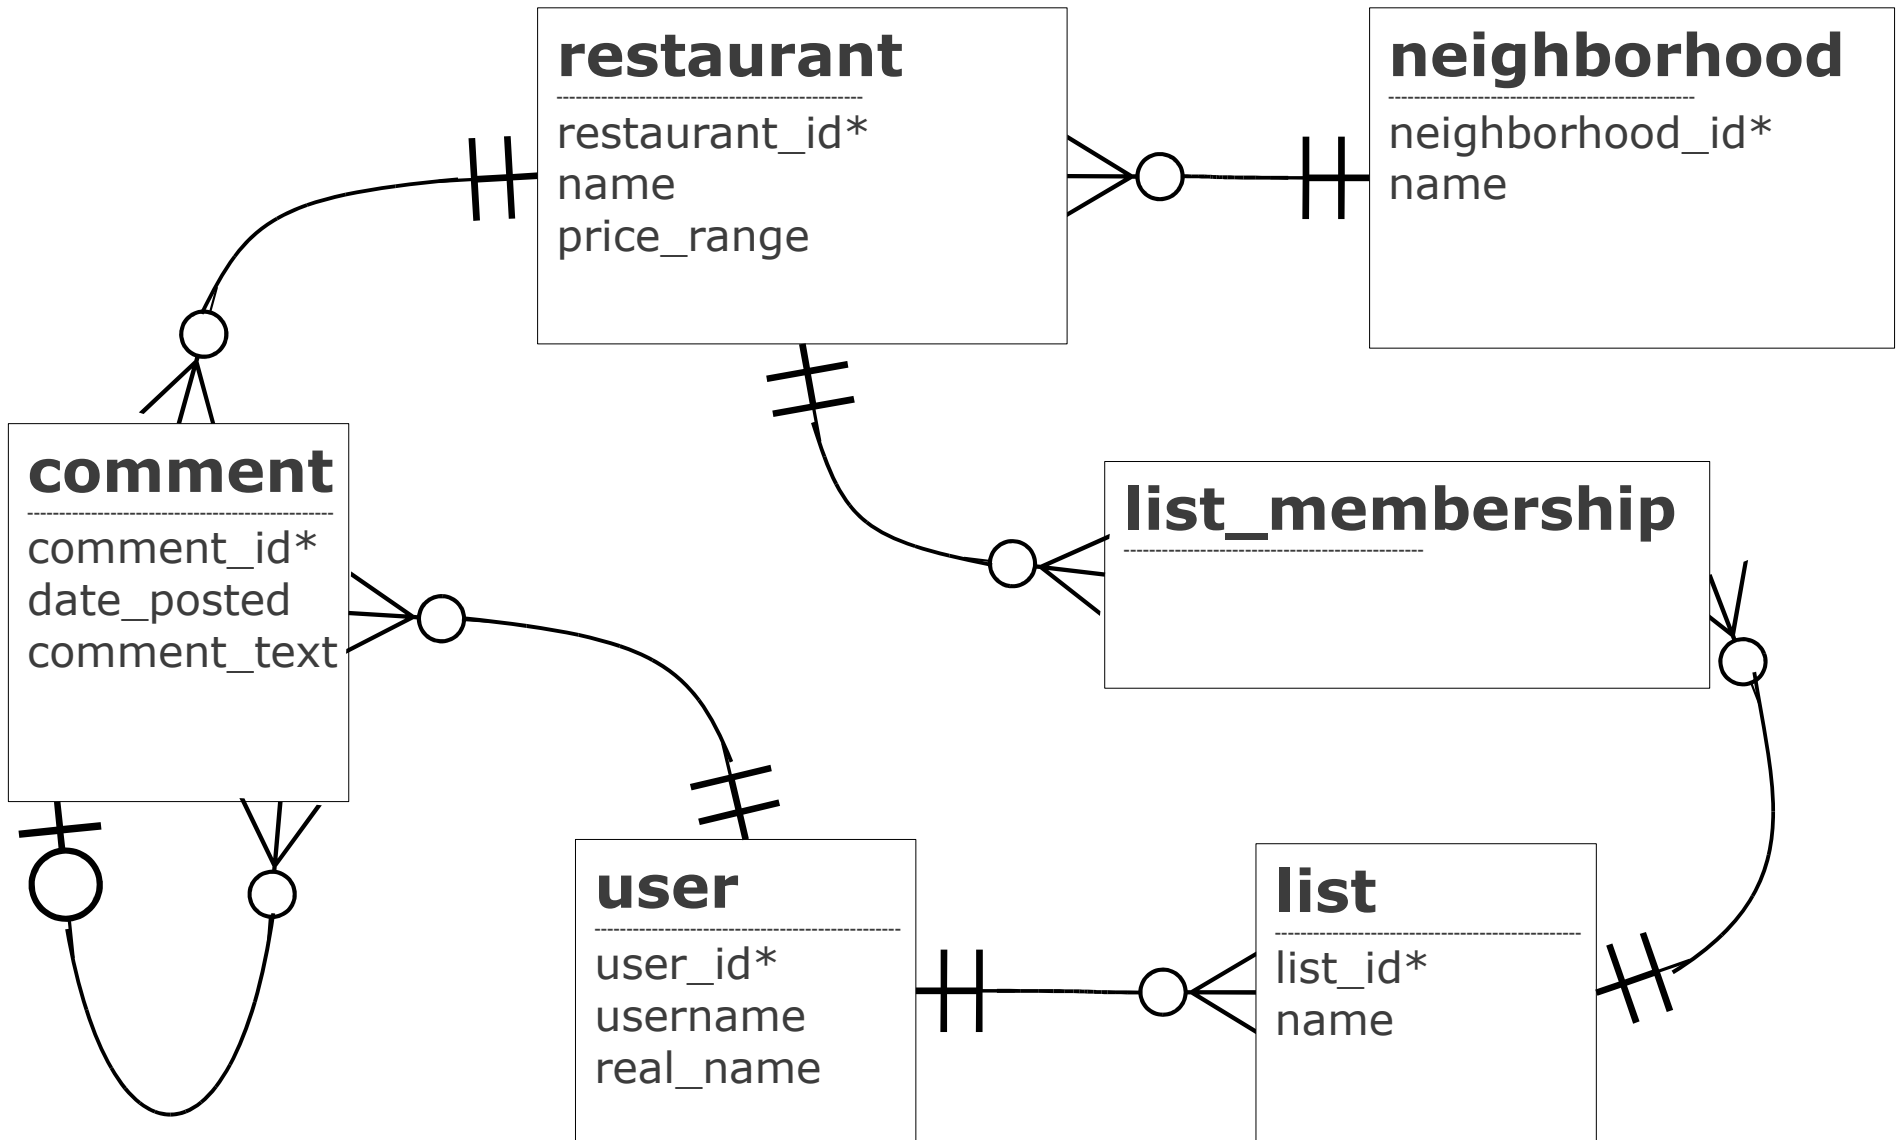 restaurant
------------------------------------------------
restaurant_id*
name
price_range
neighborhood
------------------------------------------------
neighborhood_id*
name
comment
------------------------------------------------
comment_id*
date_posted
comment_text
list_membership
-----------------------------------------------
user
------------------------------------------------
user_id*
username
real_name
list
------------------------------------------------
list_id*
name